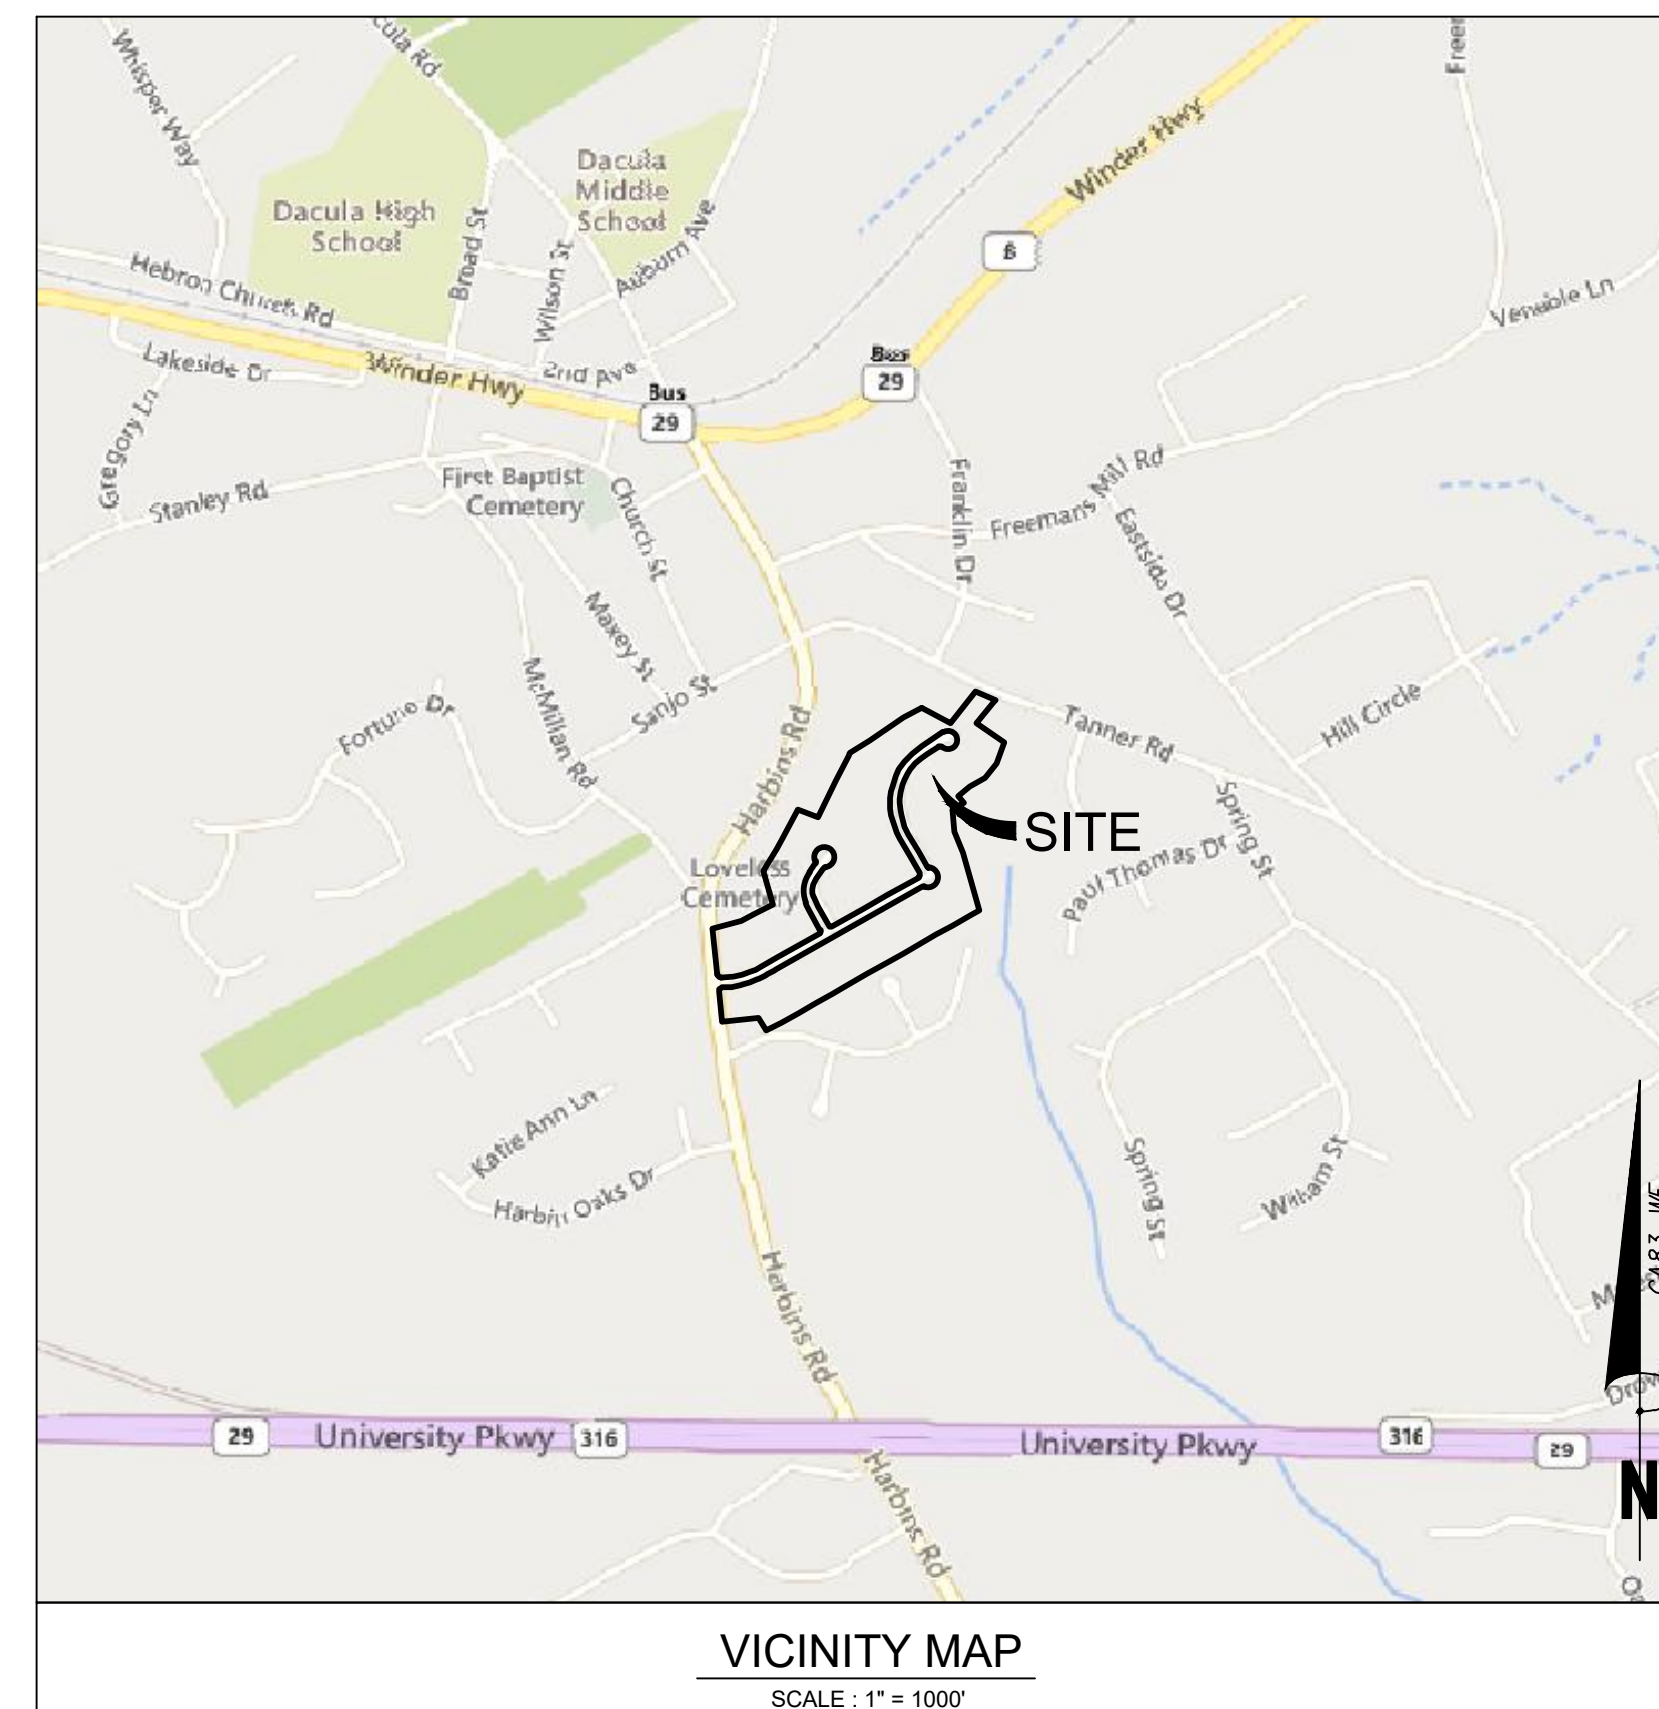 Whisper Way
cula Rd
Freer
Dacula High
School
Dacula
Middle
School
Broad St
Wilson St
Auburn Ave
Winder Hwy
6
Hebron Church Rd
Venable Ln
Lakeside Dr
Winder Hwy
2nd Ave
Bus
29
Bus
29
Gregory Ln
Stanley Rd
First Baptist
Cemetery
Church St
Franklin Dr
Freemans Mill Rd
Eastside Dr
Maxey St
McMillan Rd
Sanjo St
Fortune Dr
Harbins Rd
Tanner Rd
Hill Circle
SITE
Spring St
Paul Thomas Dr
Loveless
Cemetery
Katie Ann Ln
Harbin Oaks Dr
Spring St
Witham St
Harbins Rd
29
University Pkwy
316
University Pkwy
316
29
N
Harbins Rd
VICINITY MAP
SCALE : 1" = 1000'